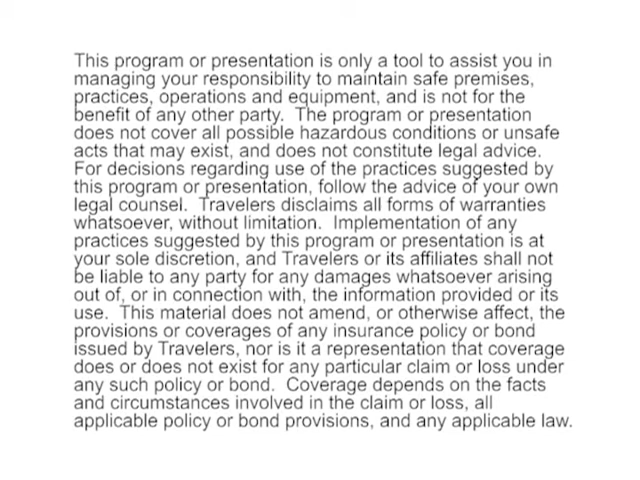 This program or presentation is only a tool to assist you in
managing your responsibility to maintain safe premises,
practices, operations and equipment, and is not for the
benefit of any other party.  The program or presentation
does not cover all possible hazardous conditions or unsafe
acts that may exist, and does not constitute legal advice.
For decisions regarding use of the practices suggested by
this program or presentation, follow the advice of your own
legal counsel.  Travelers disclaims all forms of warranties
whatsoever, without limitation.  Implementation of any
practices suggested by this program or presentation is at
your sole discretion, and Travelers or its affiliates shall not
be liable to any party for any damages whatsoever arising
out of, or in connection with, the information provided or its
use.  This material does not amend, or otherwise affect, the
provisions or coverages of any insurance policy or bond
issued by Travelers, nor is it a representation that coverage
does or does not exist for any particular claim or loss under
any such policy or bond.  Coverage depends on the facts
and circumstances involved in the claim or loss, all
applicable policy or bond provisions, and any applicable law.